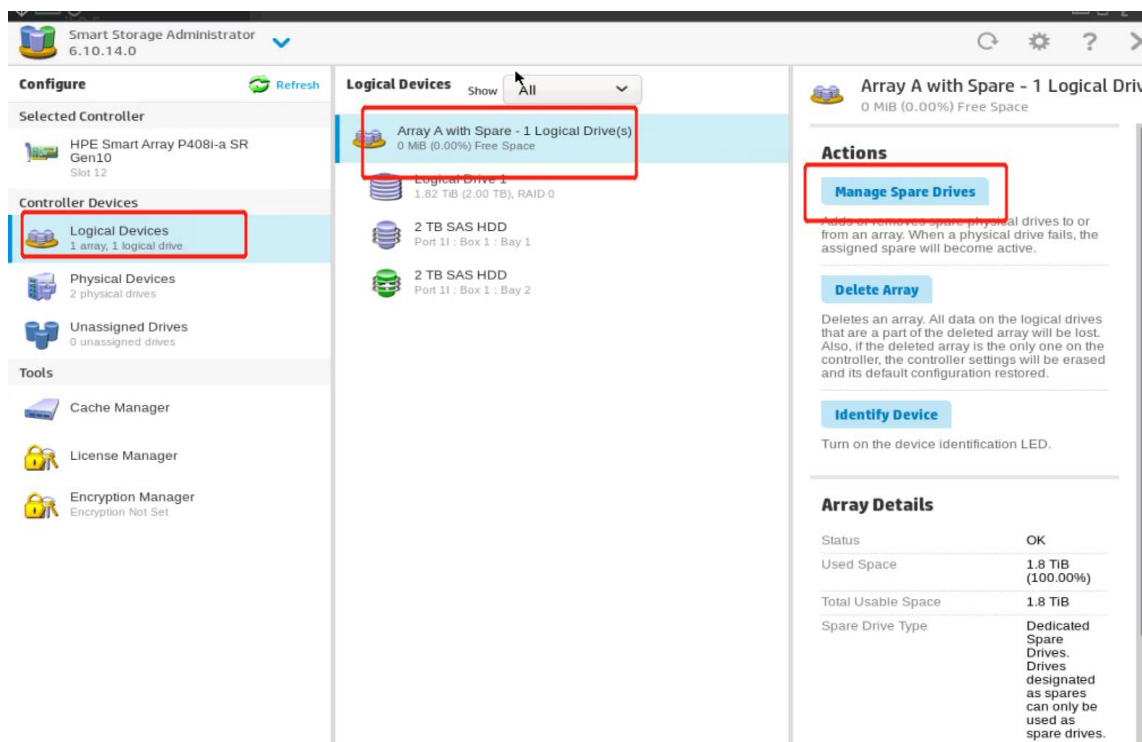 Smart Storage Administrator
6.10.14.0
?
Configure
Refresh
Selected Controller
HPE Smart Array P408i-a SR
Gen10
Slot 12
Controller Devices
Logical Devices
1 array, 1 logical drive
Physical Devices
2 physical drives
Unassigned Drives
0 unassigned drives
Tools
Cache Manager
License Manager
Encryption Manager
Encryption Not Set
Logical Devices
Show
All
Array A with Spare - 1 Logical Drive(s)
0 MiB (0.00%) Free Space
Logical Drive 1
1.82 TiB (2.00 TB), RAID 0
2 TB SAS HDD
Port 1I : Box 1 : Bay 1
2 TB SAS HDD
Port 1I : Box 1 : Bay 2
Array A with Spare - 1 Logical Driv
0 MiB (0.00%) Free Space
Actions
Manage Spare Drives
Adds or removes spare physical drives to or
from an array. When a physical drive fails, the
assigned spare will become active.
Delete Array
Deletes an array. All data on the logical drives
that are a part of the deleted array will be lost.
Also, if the deleted array is the only one on the
controller, the controller settings will be erased
and its default configuration restored.
Identify Device
Turn on the device identification LED.
Array Details
Status
OK
Used Space
1.8 TiB
(100.00%)
Total Usable Space
1.8 TiB
Spare Drive Type
Dedicated
Spare
Drives.
Drives
designated
as spares
can only be
used as
spare drives.